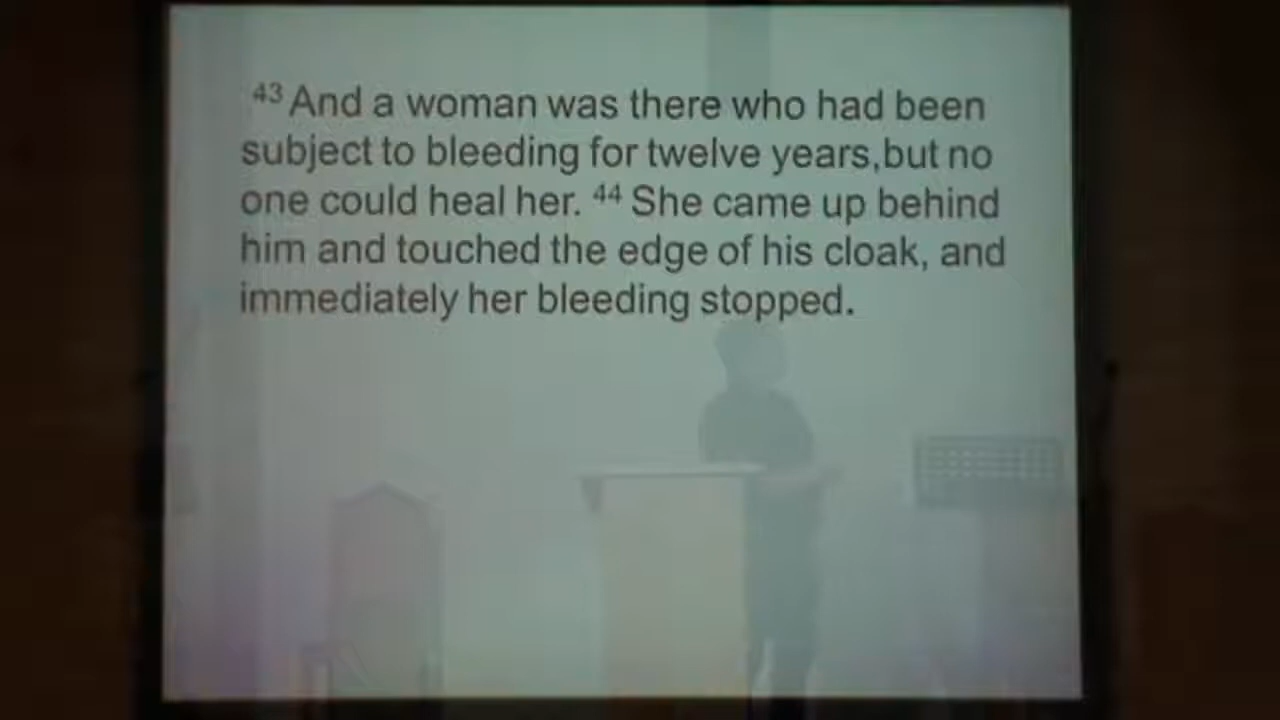 43 And a woman was there who had been
subject to bleeding for twelve years,but no
one could heal her. 44 She came up behind
him and touched the edge of his cloak, and
immediately her bleeding stopped.